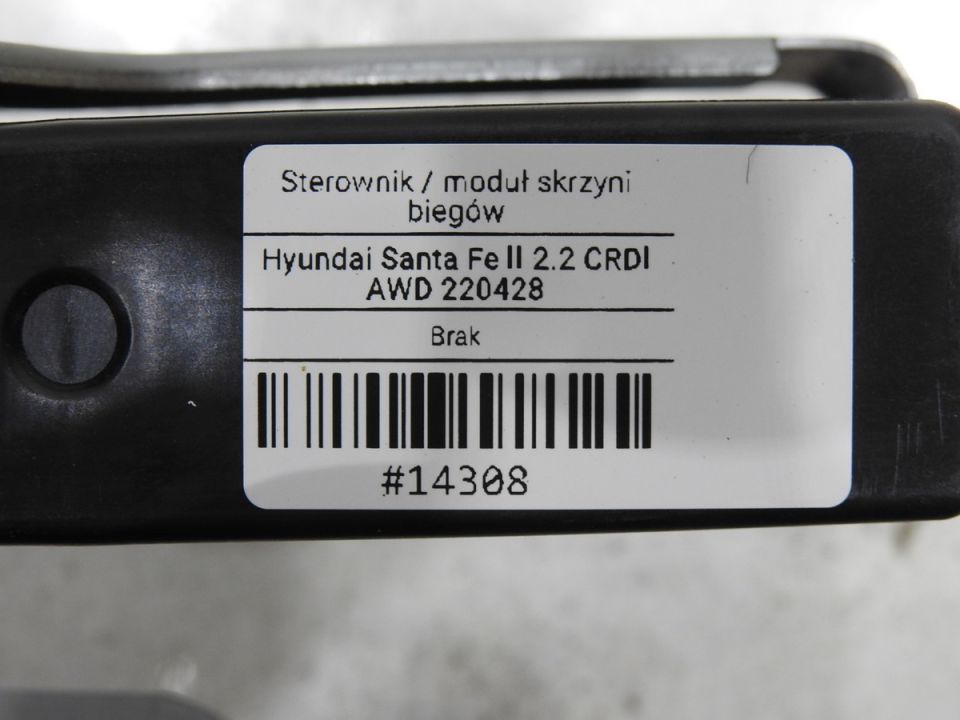 Sterownik / moduł skrzyni
biegów
Hyundai Santa Fe II 2.2 CRDI
AWD 220428
Brak
#14308